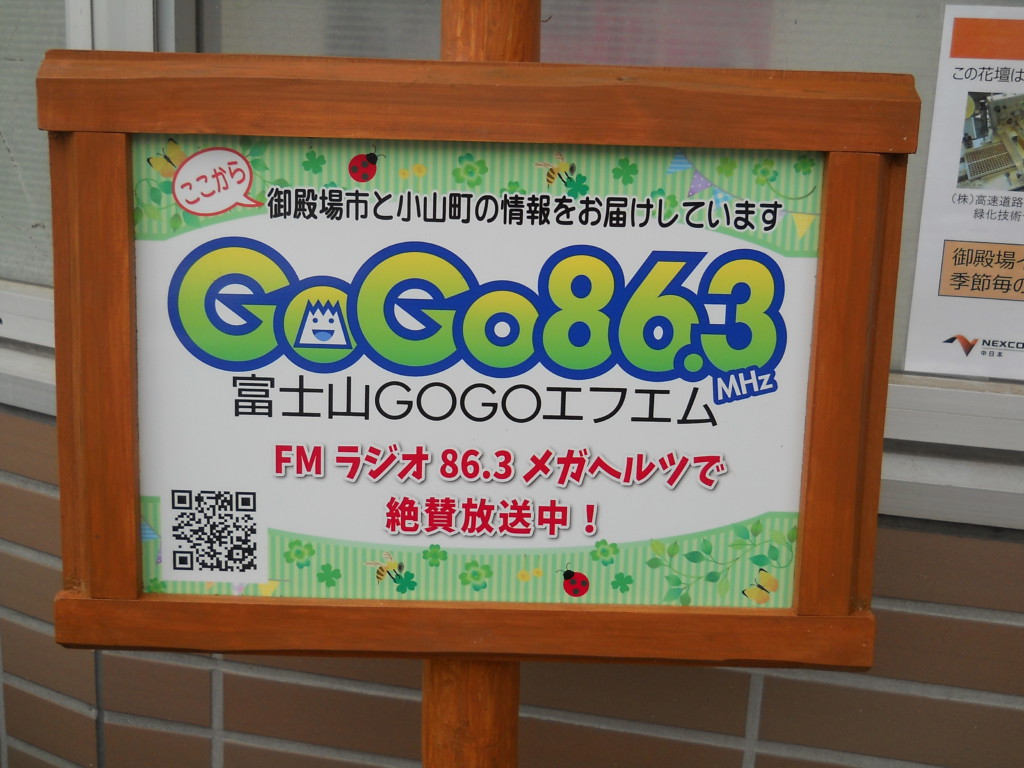 ここから
御殿場市と小山町の情報をお届けしています
GoGo86.3
MHz
富士山GOGOエフエム
FM ラジオ 86.3 メガヘルツで
絶賛放送中！
この花壇は
（株）高速道路
緑化技術
御殿場イ
季節毎の
NEXCO
中日本